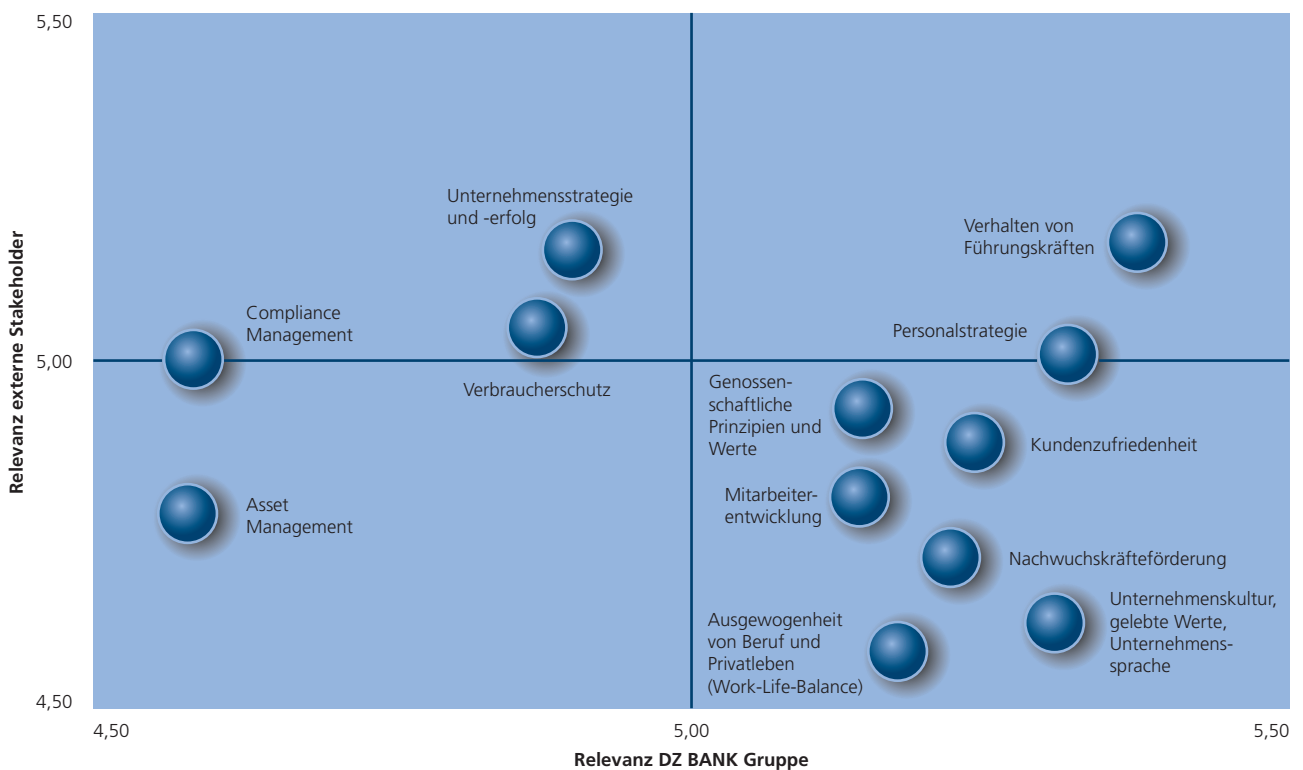 5,50
Unternehmensstrategie
und -erfolg
Verhalten von
Führungskräften
Compliance
Management
Personalstrategie
5,00
Verbraucherschutz
Genossen-
schaftliche
Prinzipien und
Werte
Kundenzufriedenheit
Mitarbeiter-
entwicklung
Asset
Management
Nachwuchskräfteförderung
Unternehmenskultur,
gelebte Werte,
Unternehmens-
sprache
Ausgewogenheit
von Beruf und
Privatleben
(Work-Life-Balance)
4,50
4,50
5,00
5,50
Relevanz DZ BANK Gruppe
Relevanz externe Stakeholder